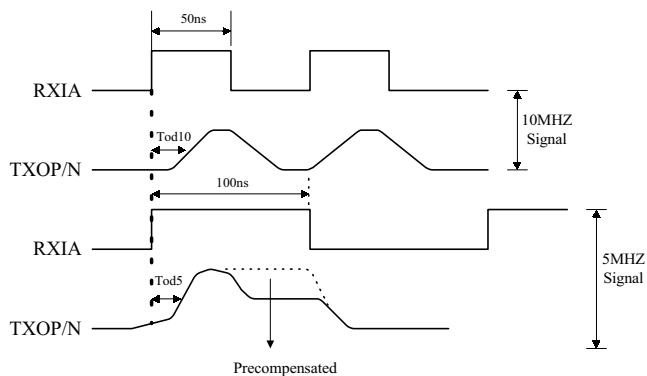 50ns
RXIA
Tod10
10MHZ
Signal
TXOP/N
100ns
RXIA
Tod5
5MHZ
Signal
TXOP/N
Precompensated